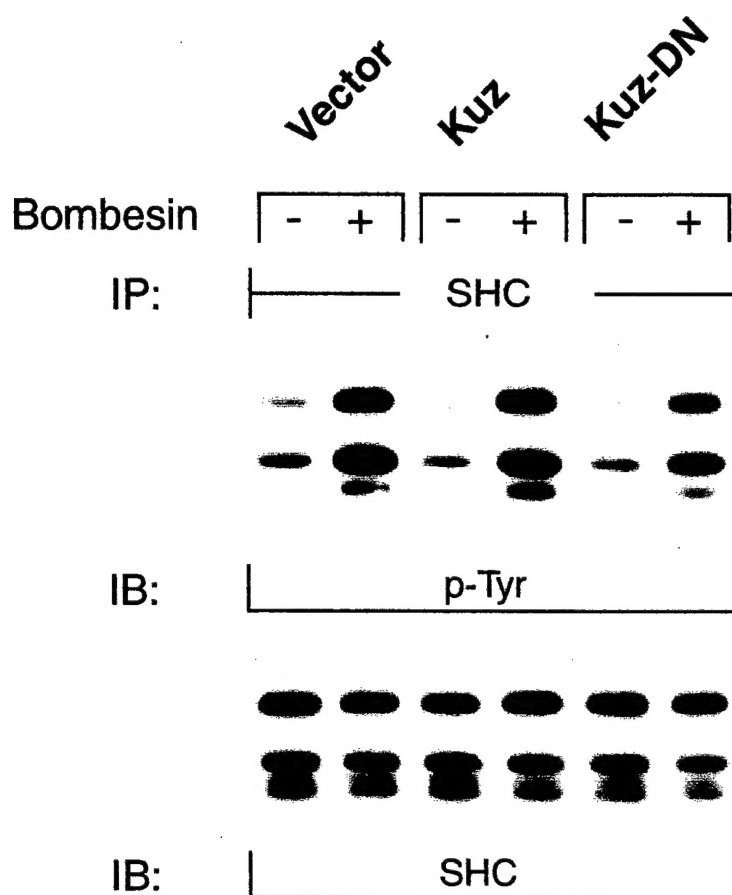 Vector Kuz Kuz-DN
Bombesin - + - + - +
IP: SHC
IB: p-Tyr
IB: SHC